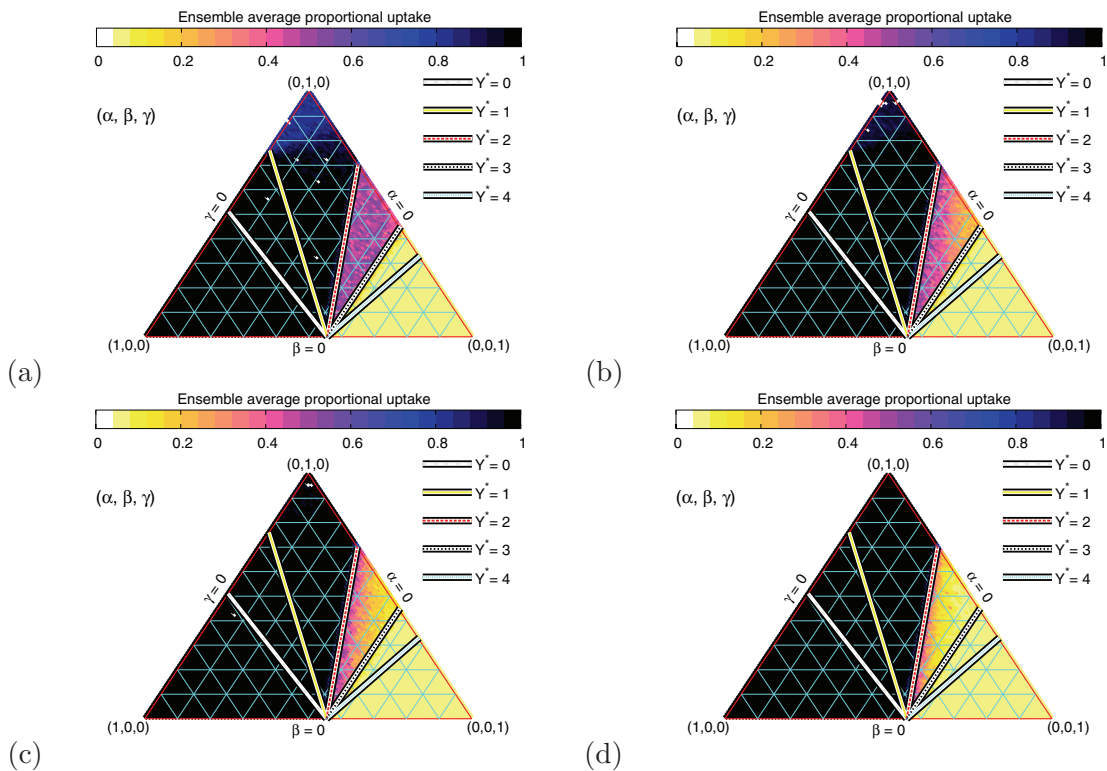 Ensemble average proportional uptake
0 0.2 0.4 0.6 0.8 1
(0,1,0)
(α, β, γ)
Y* = 0
Y* = 1
Y* = 2
Y* = 3
Y* = 4
γ = 0
α = 0
(1,0,0)
β = 0
(0,0,1)
(a)
Ensemble average proportional uptake
0 0.2 0.4 0.6 0.8 1
(0,1,0)
(α, β, γ)
Y* = 0
Y* = 1
Y* = 2
Y* = 3
Y* = 4
γ = 0
α = 0
(1,0,0)
β = 0
(0,0,1)
(b)
Ensemble average proportional uptake
0 0.2 0.4 0.6 0.8 1
(0,1,0)
(α, β, γ)
Y* = 0
Y* = 1
Y* = 2
Y* = 3
Y* = 4
γ = 0
α = 0
(1,0,0)
β = 0
(0,0,1)
(c)
Ensemble average proportional uptake
0 0.2 0.4 0.6 0.8 1
(0,1,0)
(α, β, γ)
Y* = 0
Y* = 1
Y* = 2
Y* = 3
Y* = 4
γ = 0
α = 0
(1,0,0)
β = 0
(0,0,1)
(d)